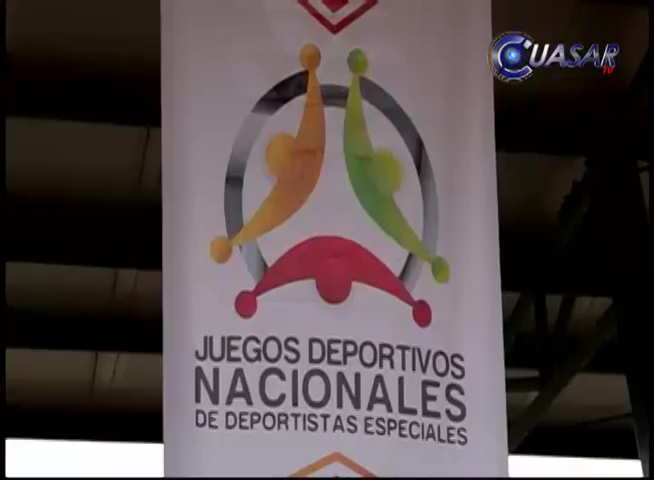 CUASAR
TV
JUEGOS DEPORTIVOS
NACIONALES
DE DEPORTISTAS ESPECIALES